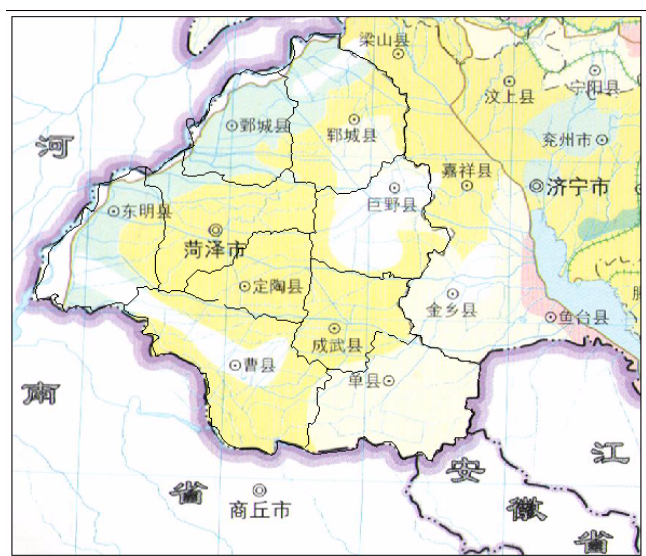 梁山县
汶上县
宁阳县
鄄城县
郓城县
兖州市
河
嘉祥县
济宁市
巨野县
东明县
菏泽市
定陶县
金乡县
鱼台县
成武县
曹县
单县
南
江
安
省
徽
商丘市
省